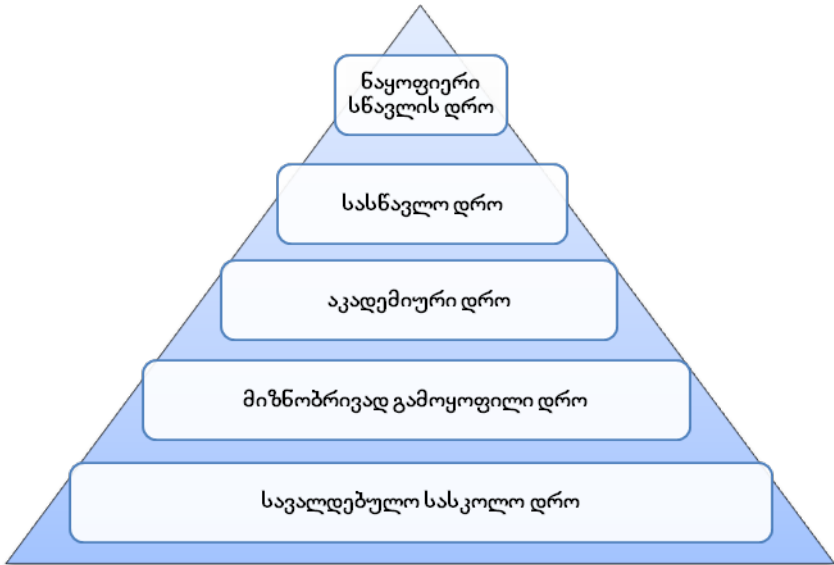 ნაყოფიერი
სწავლის დრო
სასწავლო დრო
აკადემიური დრო
მიზნობრივად გამოყოფილი დრო
სავალდებულო სასკოლო დრო